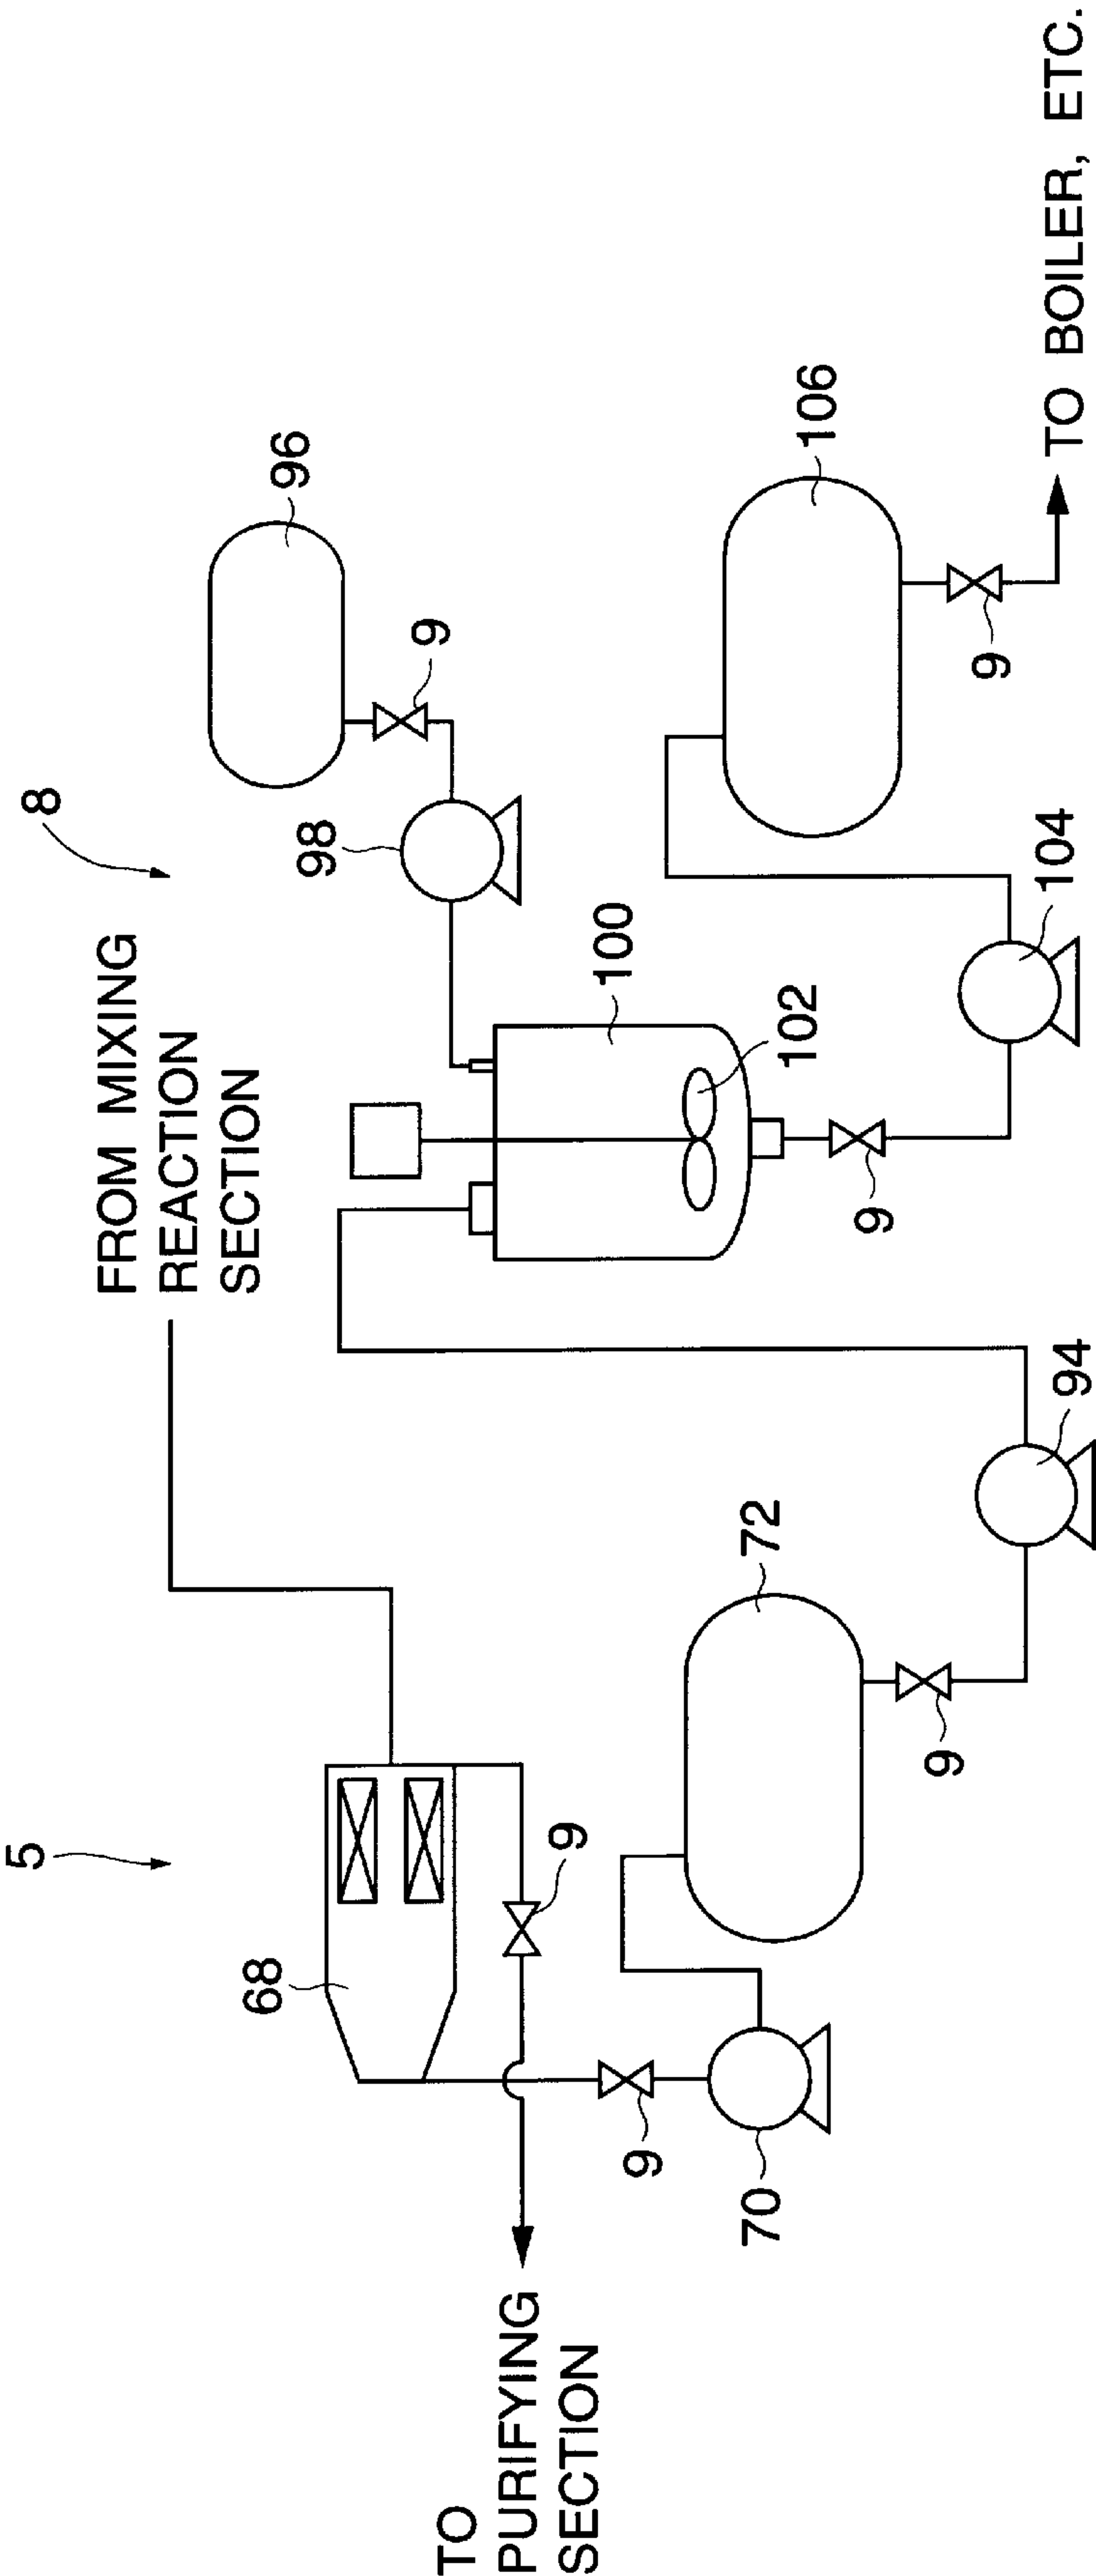 5
8
FROM MIXING
REACTION
SECTION
68
96
98
9
TO
PURIFYING
SECTION
9
100
9
70
72
102
106
9
9
9
94
104
TO BOILER, ETC.